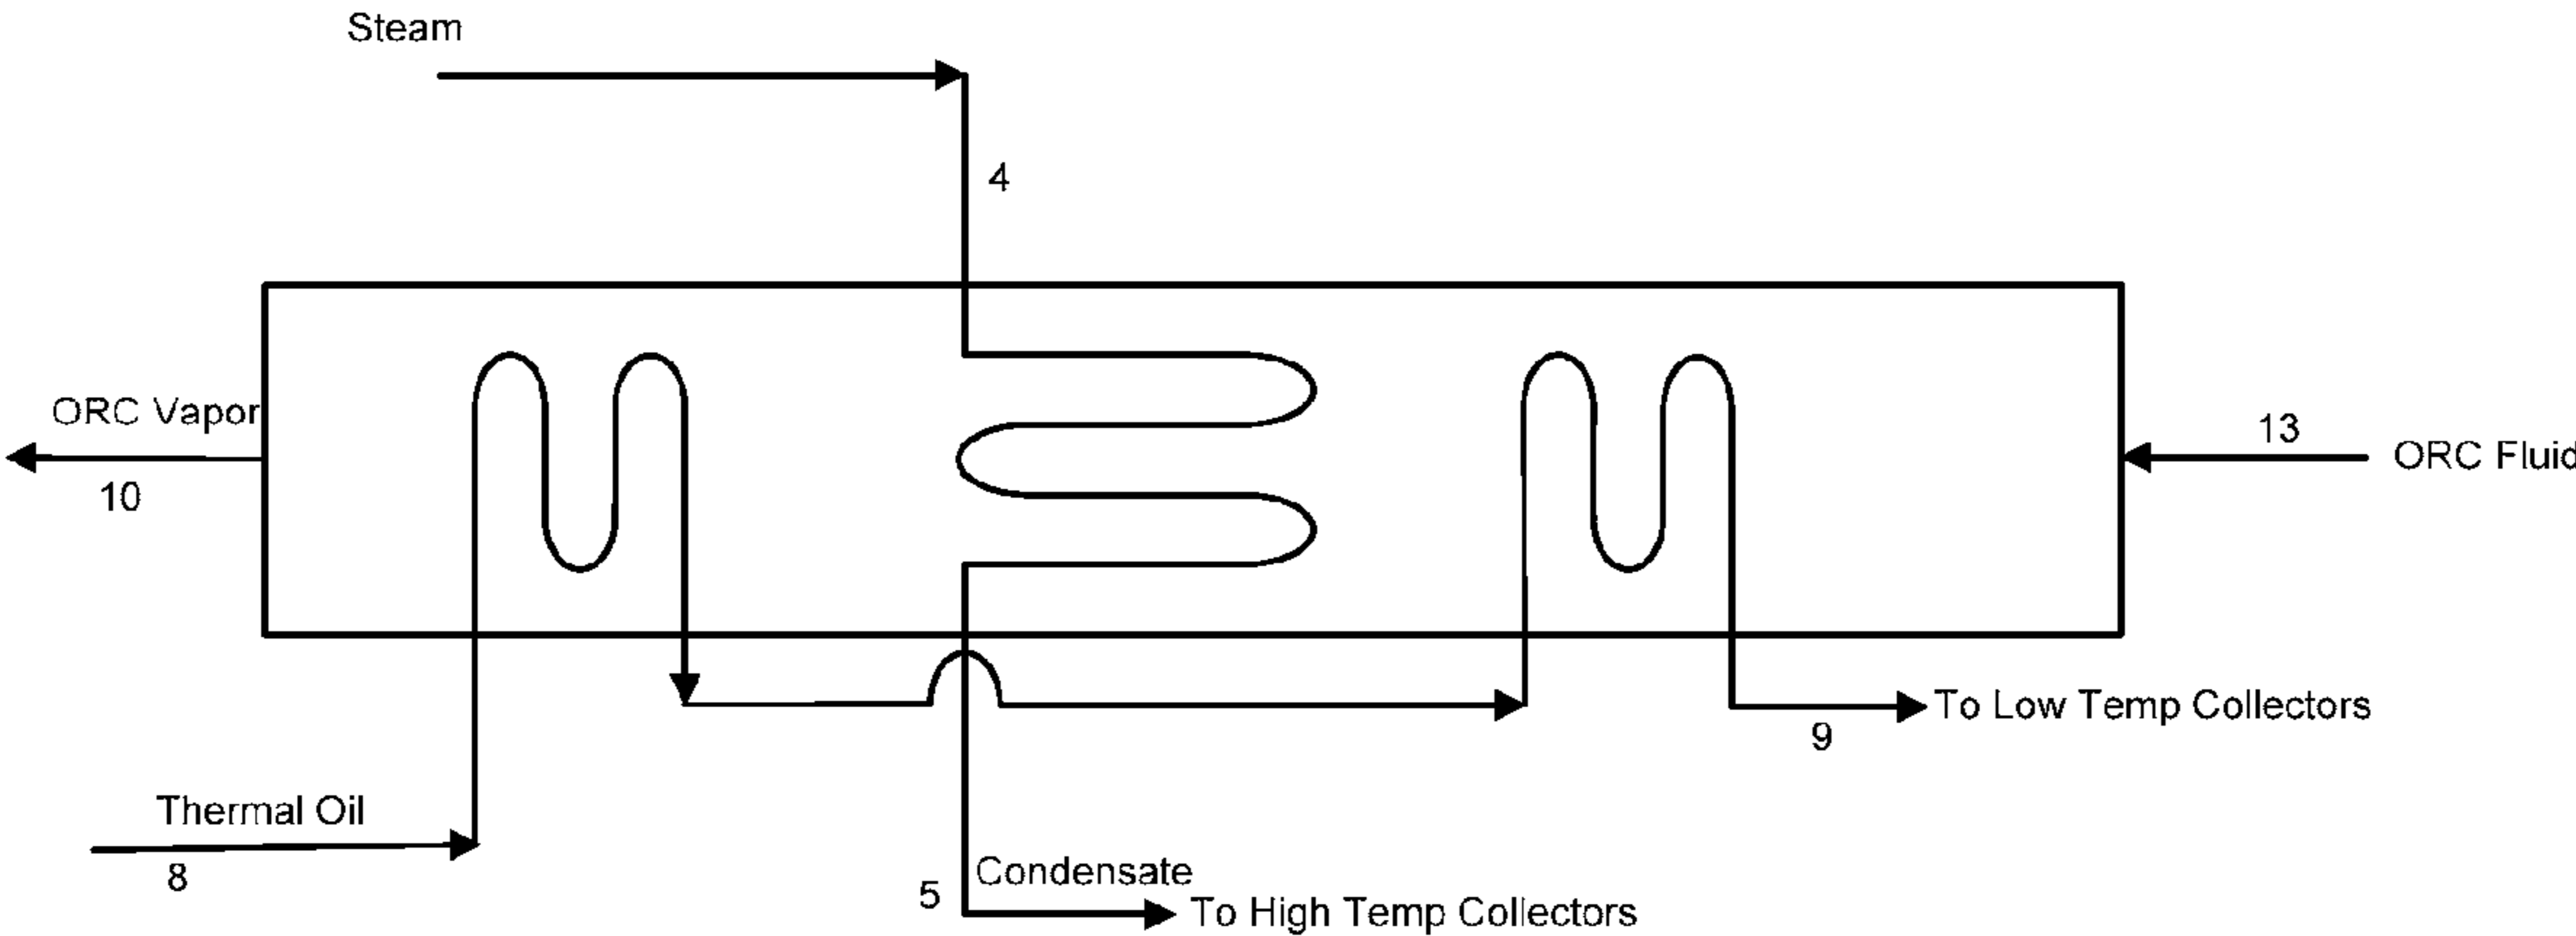 Steam
4
ORC Vapor
10
13
ORC Fluid
To Low Temp Collectors
9
Thermal Oil
8
Condensate
5
To High Temp Collectors